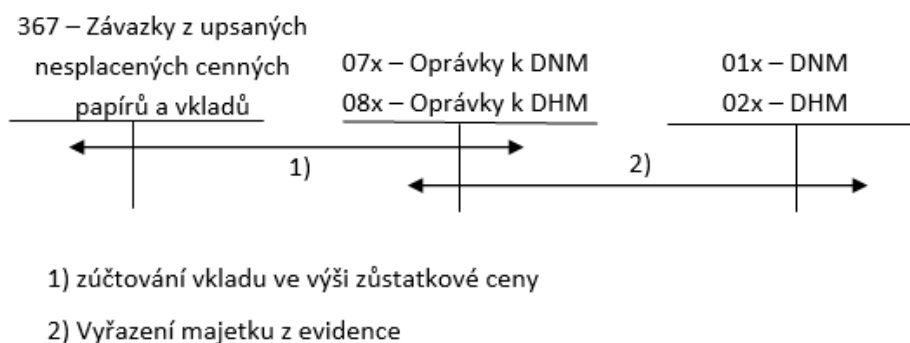 367 – Závazky z upsaných
nesplacených cenných
papírů a vkladů
07x – Oprávky k DNM
08x – Oprávky k DHM
01x – DNM
02x – DHM
1)
2)
1) zúčtování vkladu ve výši zůstatkové ceny
2) Vyřazení majetku z evidence